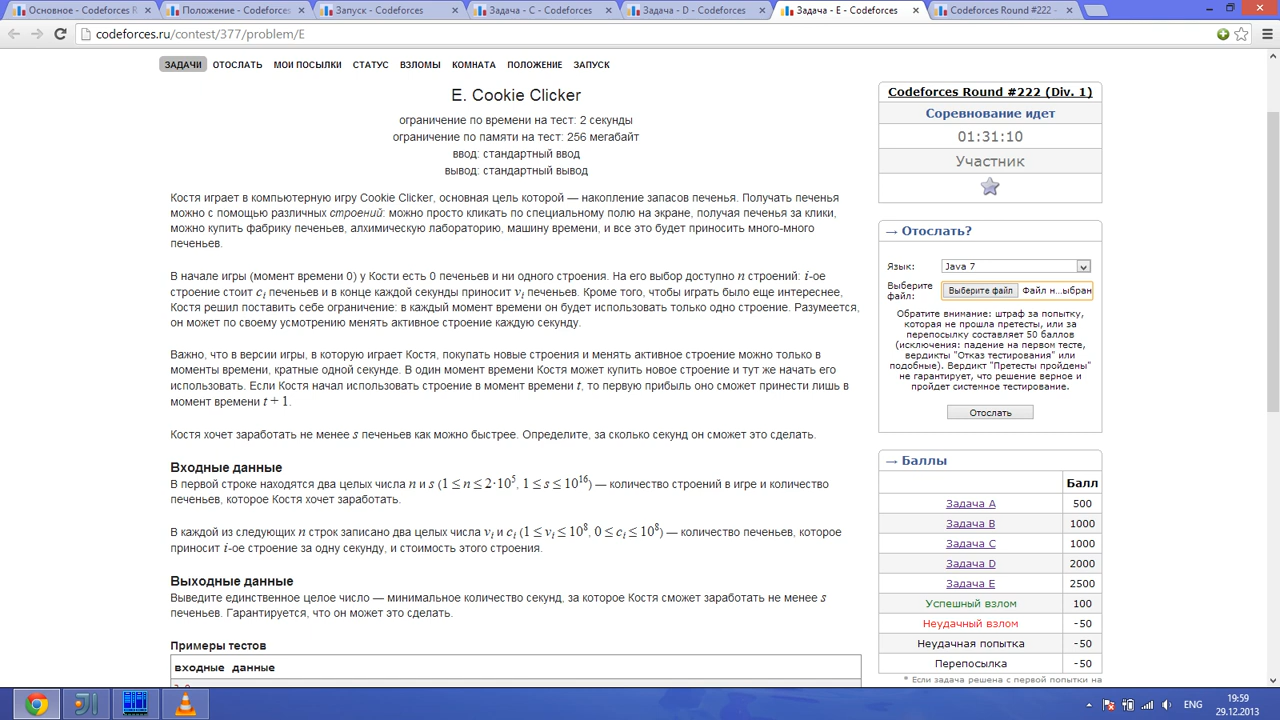 Основное - Codeforces R
Положение - Codeforces
Запуск - Codeforces
Задача - C - Codeforces
Задача - D - Codeforces
Задача - E - Codeforces
Codeforces Round #222 -
codeforces.ru/contest/377/problem/E
ЗАДАЧИ ОТОСЛАТЬ МОИ ПОСЫЛКИ СТАТУС ВЗЛОМЫ КОМНАТА ПОЛОЖЕНИЕ ЗАПУСК
E. Cookie Clicker
ограничение по времени на тест: 2 секунды
ограничение по памяти на тест: 256 мегабайт
ввод: стандартный ввод
вывод: стандартный вывод
Костя играет в компьютерную игру Cookie Clicker, основная цель которой — накопление запасов печенья. Получать печенья
можно с помощью различных строений: можно просто кликать по специальному полю на экране, получая печенья за клики,
можно купить фабрику печеньев, алхимическую лабораторию, машину времени, и все это будет приносить много-много
печеньев.
В начале игры (момент времени 0) у Кости есть 0 печеньев и ни одного строения. На его выбор доступно n строений: i-ое
строение стоит cᵢ печеньев и в конце каждой секунды приносит vᵢ печеньев. Кроме того, чтобы играть было еще интереснее,
Костя решил поставить себе ограничение: в каждый момент времени он будет использовать только одно строение. Разумеется,
он может по своему усмотрению менять активное строение каждую секунду.
Важно, что в версии игры, в которую играет Костя, покупать новые строения и менять активное строение можно только в
моменты времени, кратные одной секунде. В один момент времени Костя может купить новое строение и тут же начать его
использовать. Если Костя начал использовать строение в момент времени t, то первую прибыль оно сможет принести лишь в
момент времени t + 1.
Костя хочет заработать не менее s печеньев как можно быстрее. Определите, за сколько секунд он сможет это сделать.
Входные данные
В первой строке находятся два целых числа n и s (1 ≤ n ≤ 2·10⁵, 1 ≤ s ≤ 10¹⁶) — количество строений в игре и количество
печеньев, которое Костя хочет заработать.
В каждой из следующих n строк записано два целых числа vᵢ и cᵢ (1 ≤ vᵢ ≤ 10⁸, 0 ≤ cᵢ ≤ 10⁸) — количество печеньев, которое
приносит i-ое строение за одну секунду, и стоимость этого строения.
Выходные данные
Выведите единственное целое число — минимальное количество секунд, за которое Костя сможет заработать не менее s
печеньев. Гарантируется, что он может это сделать.
Примеры тестов
входные данные
Codeforces Round #222 (Div. 1)
Соревнование идет
01:31:10
Участник
→ Отослать?
Язык: Java 7
Выберите файл: Выберите файл Файл н...ыбран
Обратите внимание: штраф за попытку,
которая не прошла претесты, или за
перепосылку составляет 50 баллов
(исключения: падение на первом тесте,
вердикты "Отказ тестирования" или
подобные). Вердикт "Претесты пройдены"
не гарантирует, что решение верное и
пройдет системное тестирование.
Отослать
→ Баллы
Балл
Задача A 500
Задача B 1000
Задача C 1000
Задача D 2000
Задача E 2500
Успешный взлом 100
Неудачный взлом -50
Неудачная попытка -50
Перепосылка -50
* Если задача решена с первой попытки на
ENG
19:59
29.12.2013